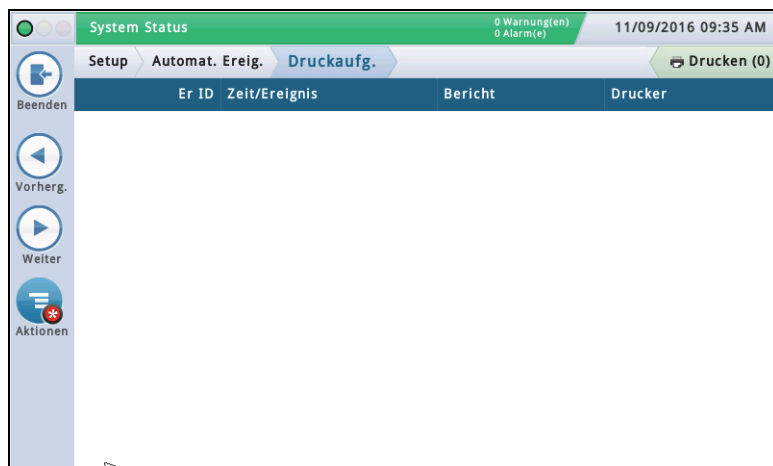 System Status
0 Warnung(en)
0 Alarm(e)
11/09/2016 09:35 AM
Setup Automat. Ereig. Druckaufg. Drucken (0)
Beenden
Er ID Zeit/Ereignis Bericht Drucker
Vorherg.
Weiter
Aktionen